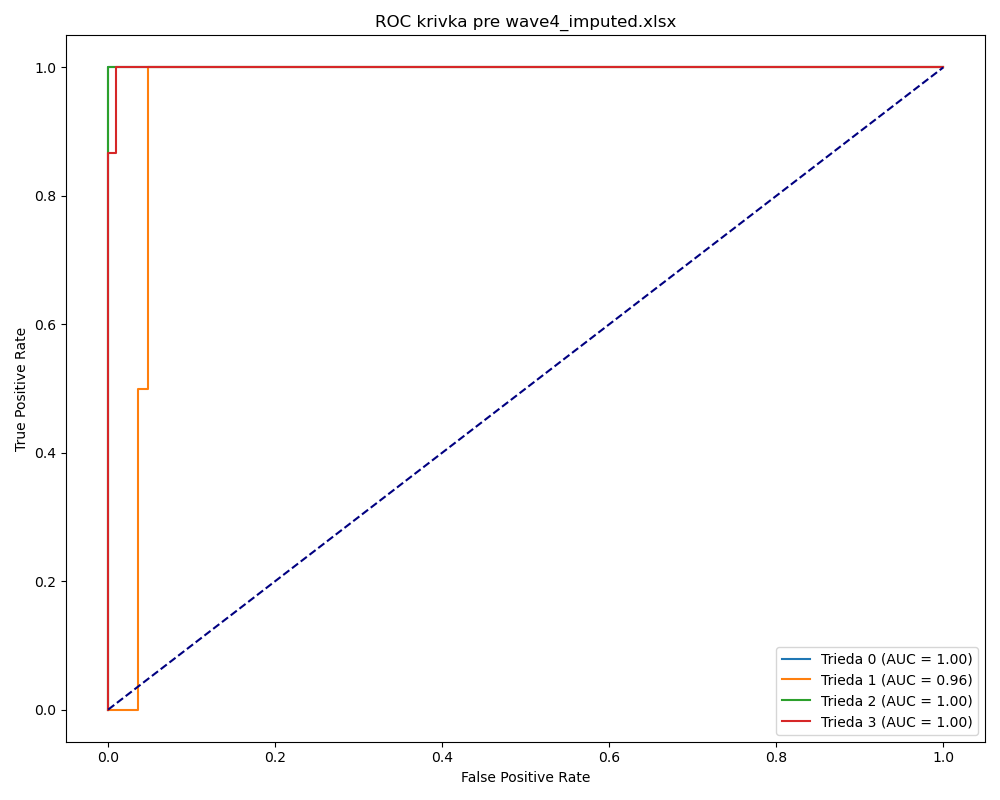 ROC krivka pre wave4_imputed.xlsx
True Positive Rate
1.0
0.8
0.6
0.4
0.2
0.0
0.0 0.2 0.4 0.6 0.8 1.0
False Positive Rate
Trieda 0 (AUC = 1.00)
Trieda 1 (AUC = 0.96)
Trieda 2 (AUC = 1.00)
Trieda 3 (AUC = 1.00)